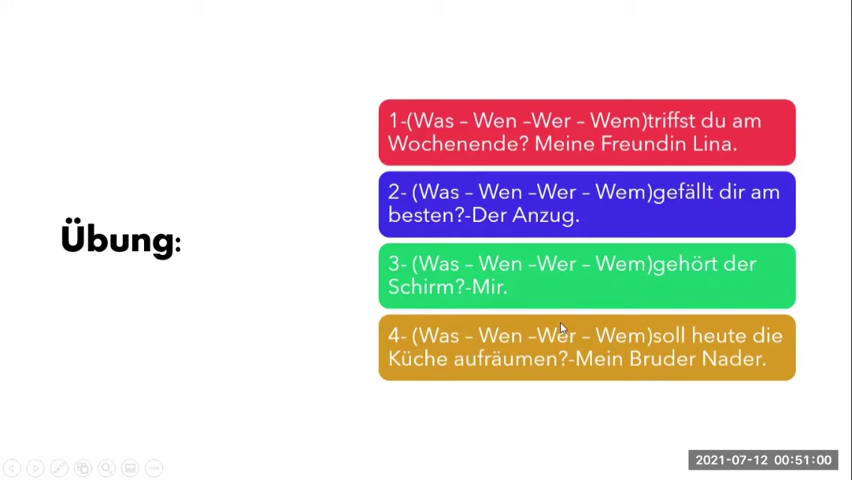 Übung:
1-(Was – Wen –Wer – Wem)triffst du am
Wochenende? Meine Freundin Lina.
2- (Was – Wen –Wer – Wem)gefällt dir am
besten?-Der Anzug.
3- (Was – Wen –Wer – Wem)gehört der
Schirm?-Mir.
4- (Was – Wen –Wer – Wem)soll heute die
Küche aufräumen?-Mein Bruder Nader.
2021-07-12 00:51:00